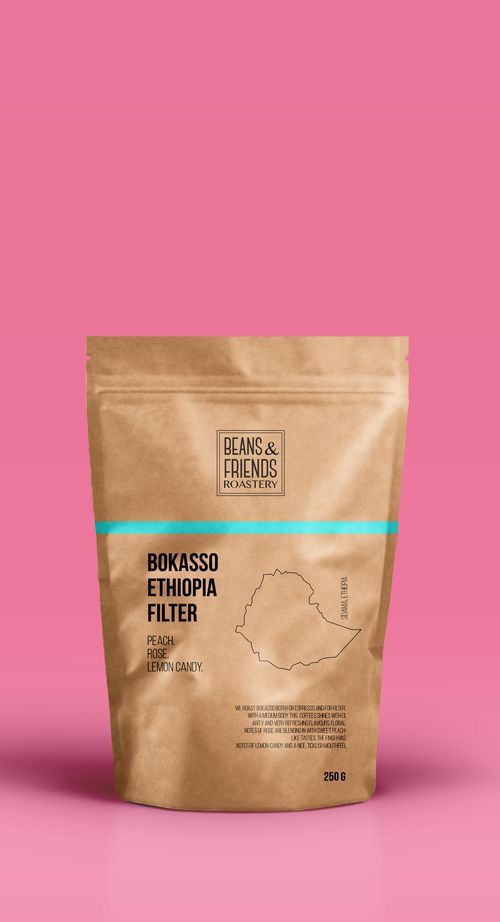 BEANS &
FRIENDS
ROASTERY
BOKASSO
ETHIOPIA
FILTER
PEACH.
ROSE.
LEMON CANDY.
SIDAMA, ETHIOPIA
WE ROAST BOKASSO BOTH FOR ESPRESSO AND FOR FILTER.
WITH A MEDIUM BODY THIS COFFEES SHINES WITH CL
ARITY AND VERY REFRESHING FLAVOURS. FLORAL
NOTES OF ROSE ARE BLENDING IN WITH SWEET PEACH-
LIKE TASTES. THE FINISH HAS
NOTES OF LEMON-CANDY AND A NICE, TICKLISH MOUTHFEEL.
250 G